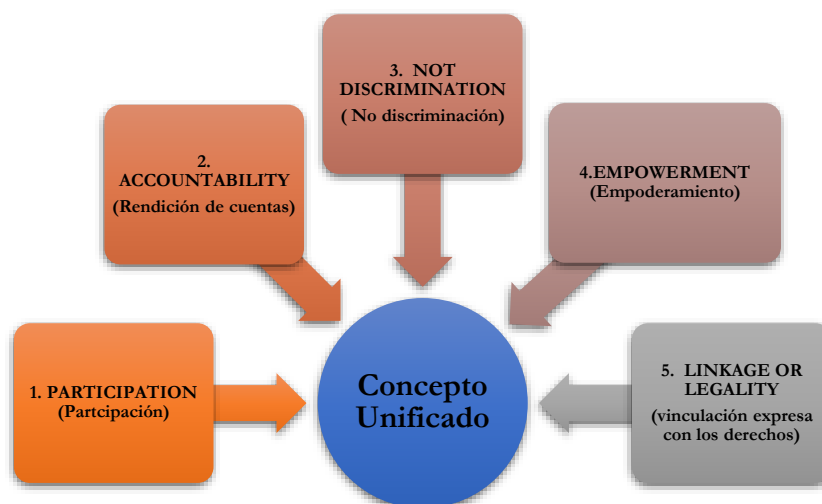 1. PARTICIPATION
(Partcipación)
2.
ACCOUNTABILITY
(Rendición de cuentas)
3. NOT
DISCRIMINATION
( No discriminación)
4.EMPOWERMENT
(Empoderamiento)
5. LINKAGE OR
LEGALITY
(vinculación expresa
con los derechos)
Concepto
Unificado